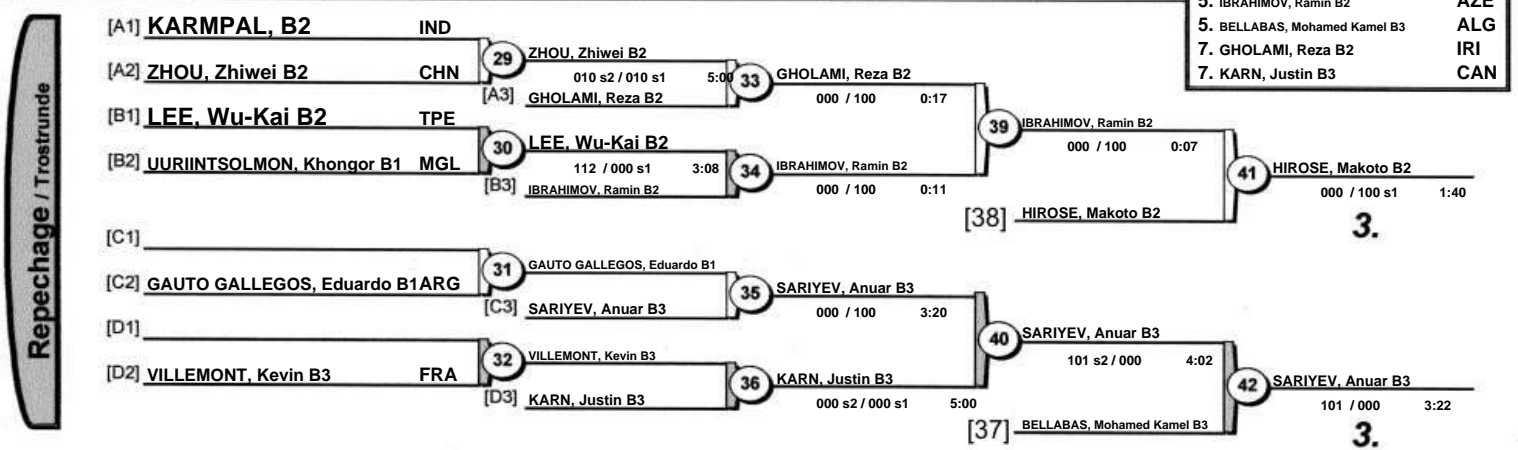 5. IBRAHIMOV, Ramin B2 AZE
5. BELLABAS, Mohamed Kamel B3 ALG
7. GHOLAMI, Reza B2 IRI
7. KARN, Justin B3 CAN
Repechage / Trostrunde
[A1] KARMPAL, B2 IND
29 ZHOU, Zhiwei B2
[A2] ZHOU, Zhiwei B2 CHN
010 s2 / 010 s1 5:00
33 GHOLAMI, Reza B2
[A3] GHOLAMI, Reza B2
000 / 100 0:17
[B1] LEE, Wu-Kai B2 TPE
39 IBRAHIMOV, Ramin B2
30 LEE, Wu-Kai B2
000 / 100 0:07
[B2] UURIINTSOLMON, Khongor B1 MGL
112 / 000 s1 3:08
34 IBRAHIMOV, Ramin B2
41 HIROSE, Makoto B2
[B3] IBRAHIMOV, Ramin B2
000 / 100 0:11
000 / 100 s1 1:40
[38] HIROSE, Makoto B2
3.
[C1]
31 GAUTO GALLEGOS, Eduardo B1
[C2] GAUTO GALLEGOS, Eduardo B1 ARG
35 SARIYEV, Anuar B3
[C3] SARIYEV, Anuar B3
000 / 100 3:20
[D1]
40 SARIYEV, Anuar B3
32 VILLEMONT, Kevin B3
101 s2 / 000 4:02
[D2] VILLEMONT, Kevin B3 FRA
36 KARN, Justin B3
42 SARIYEV, Anuar B3
[D3] KARN, Justin B3
000 s2 / 000 s1 5:00
101 / 000 3:22
[37] BELLABAS, Mohamed Kamel B3
3.